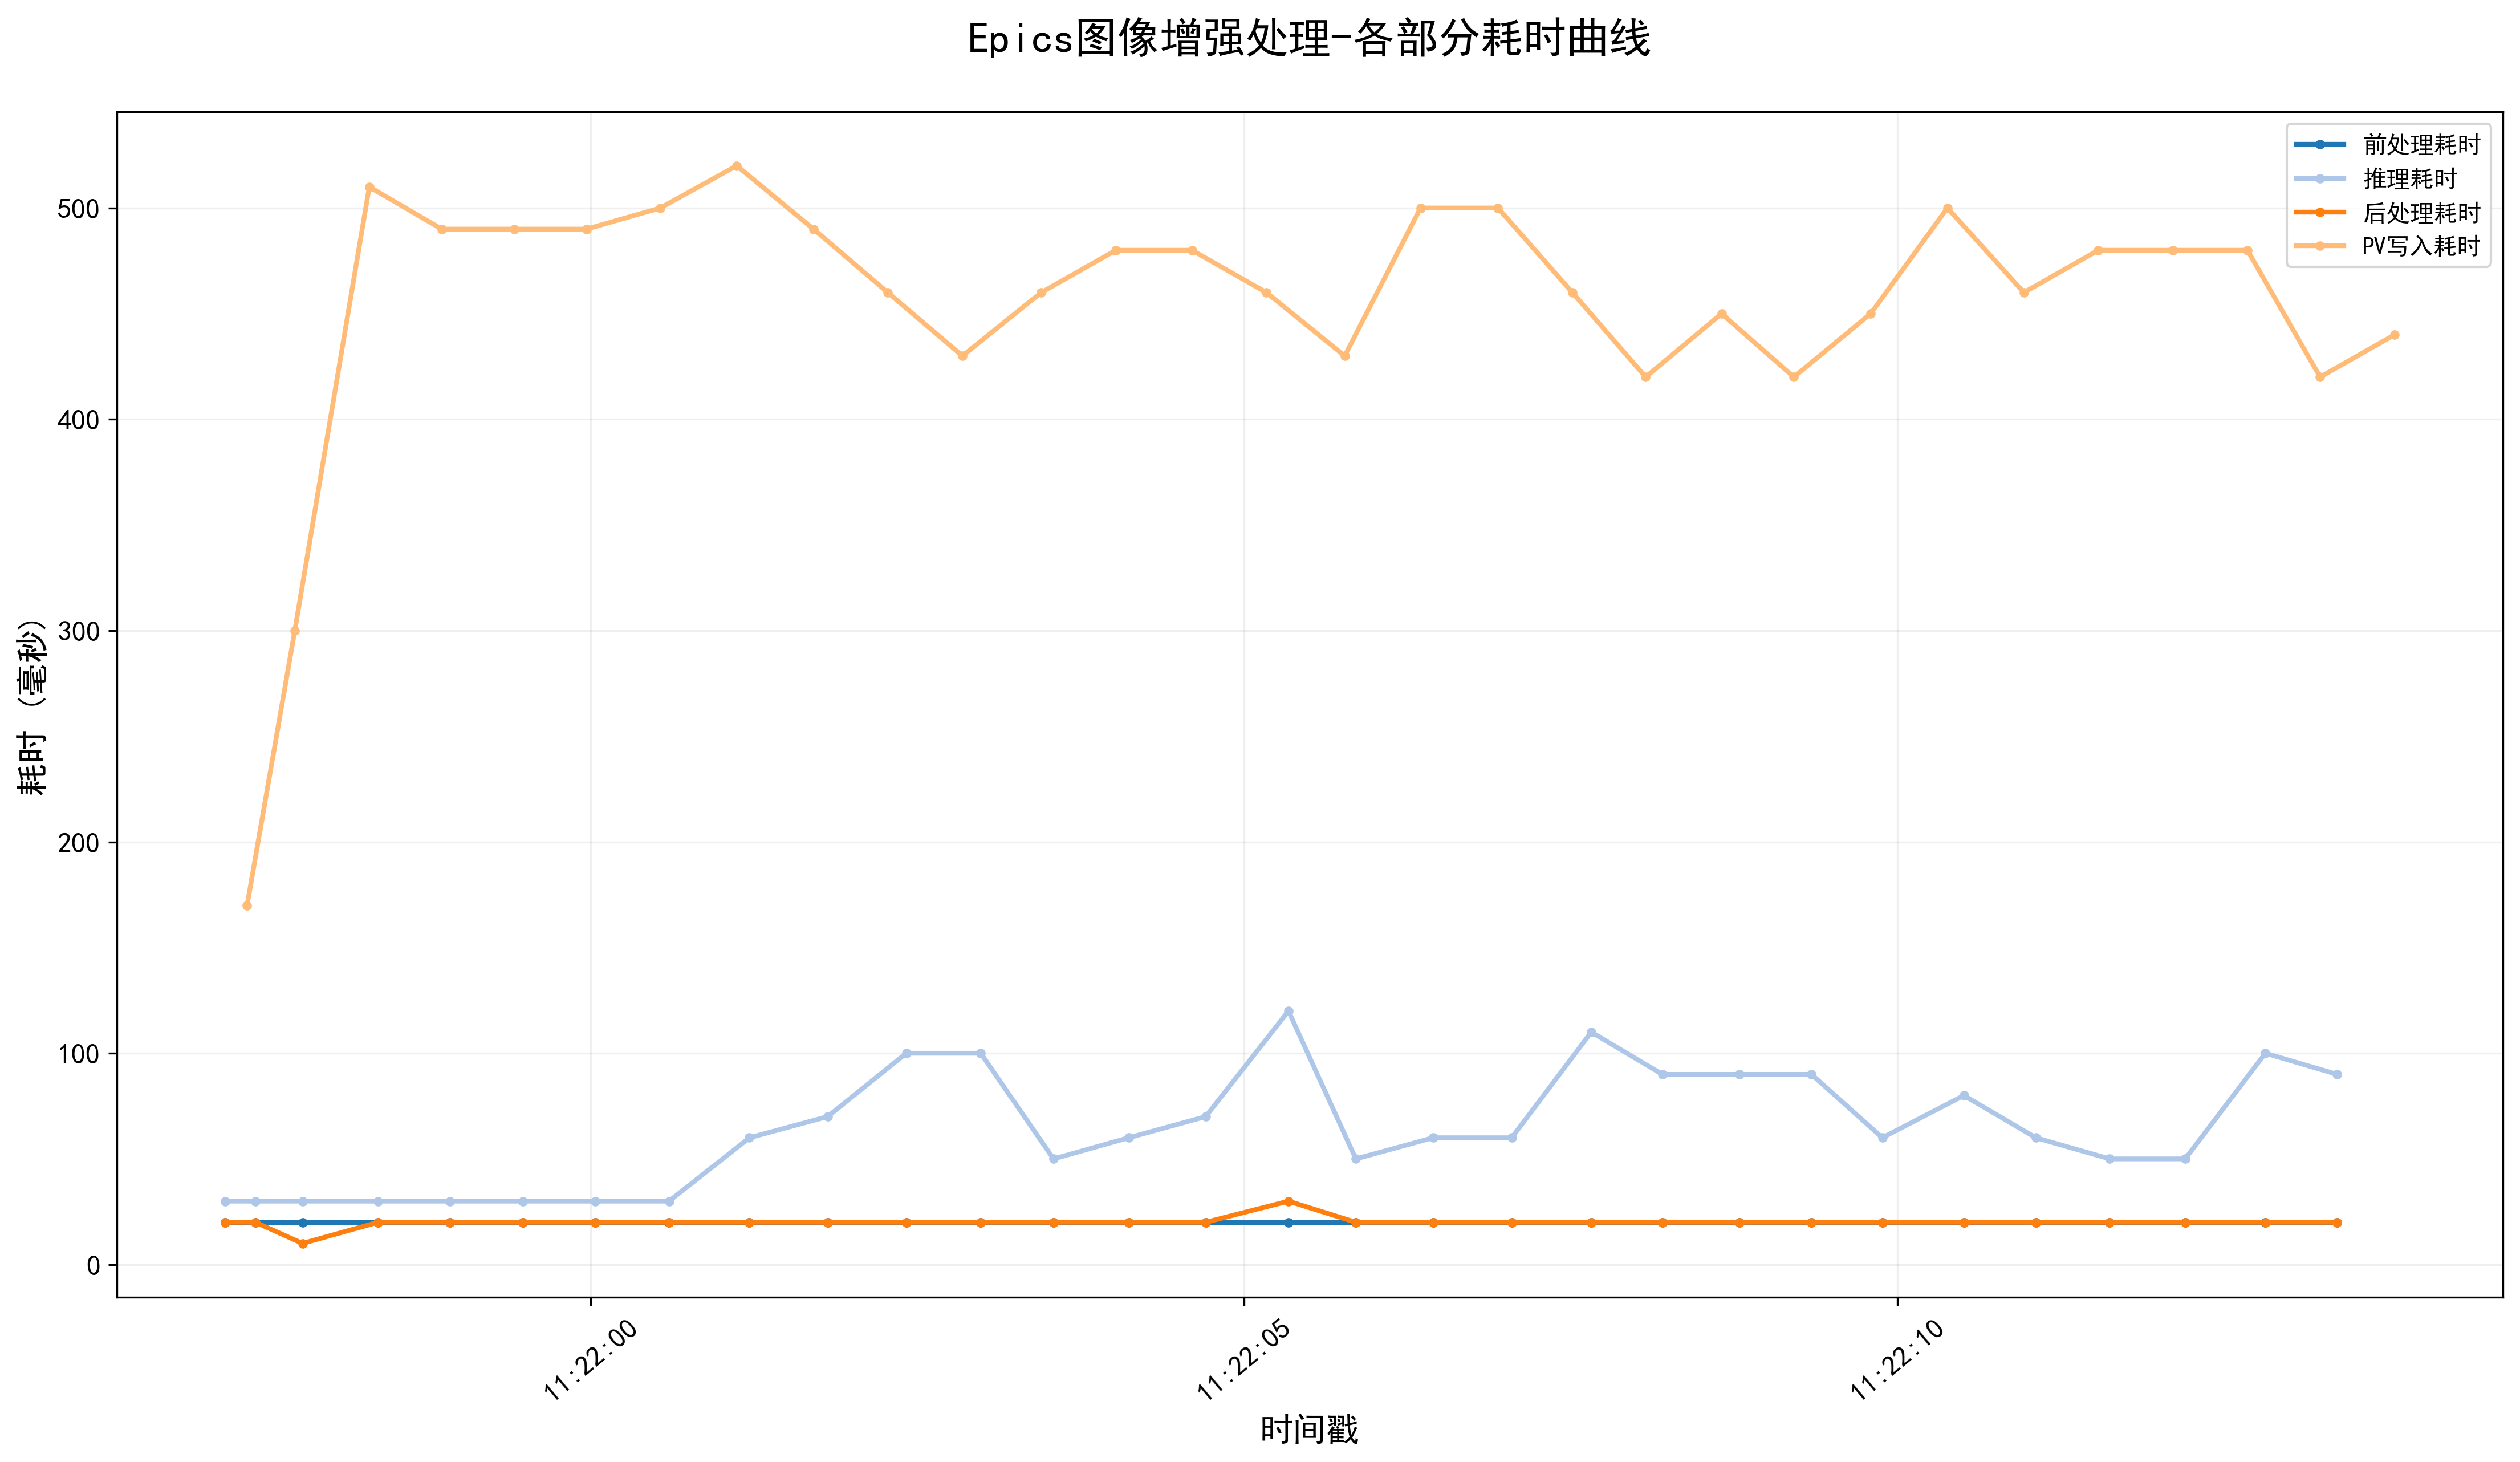 Epics图像增强处理-各部分耗时曲线
前处理耗时
推理耗时
后处理耗时
PV写入耗时
耗时 （毫秒）
500
400
300
200
100
0
11:22:00
11:22:05
11:22:10
时间戳